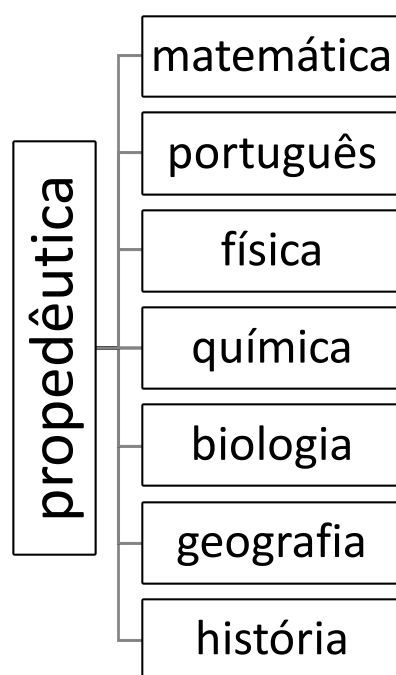 propedêutica
matemática
português
física
química
biologia
geografia
história